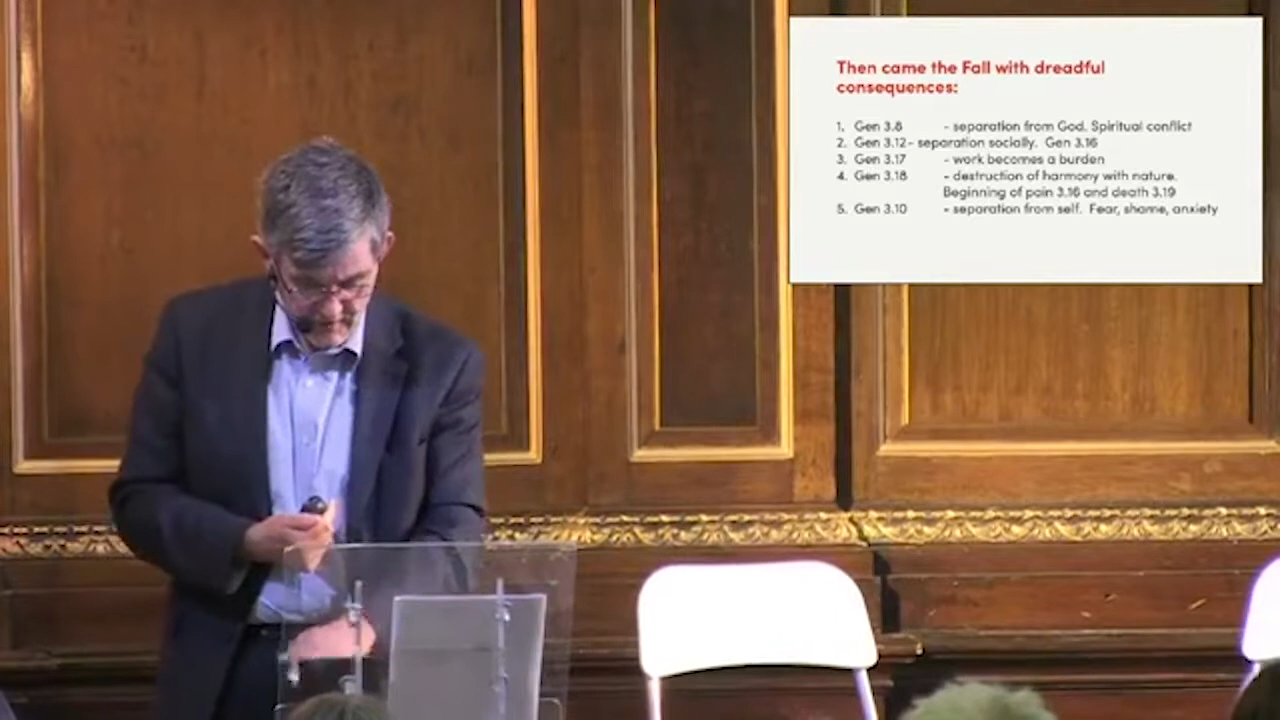 Then came the Fall with dreadful
consequences:
1. Gen 3.8 - separation from God. Spiritual conflict
2. Gen 3.12 - separation socially. Gen 3.16
3. Gen 3.17 - work becomes a burden
4. Gen 3.18 - destruction of harmony with nature.
Beginning of pain 3.16 and death 3.19
5. Gen 3.10 - separation from self. Fear, shame, anxiety